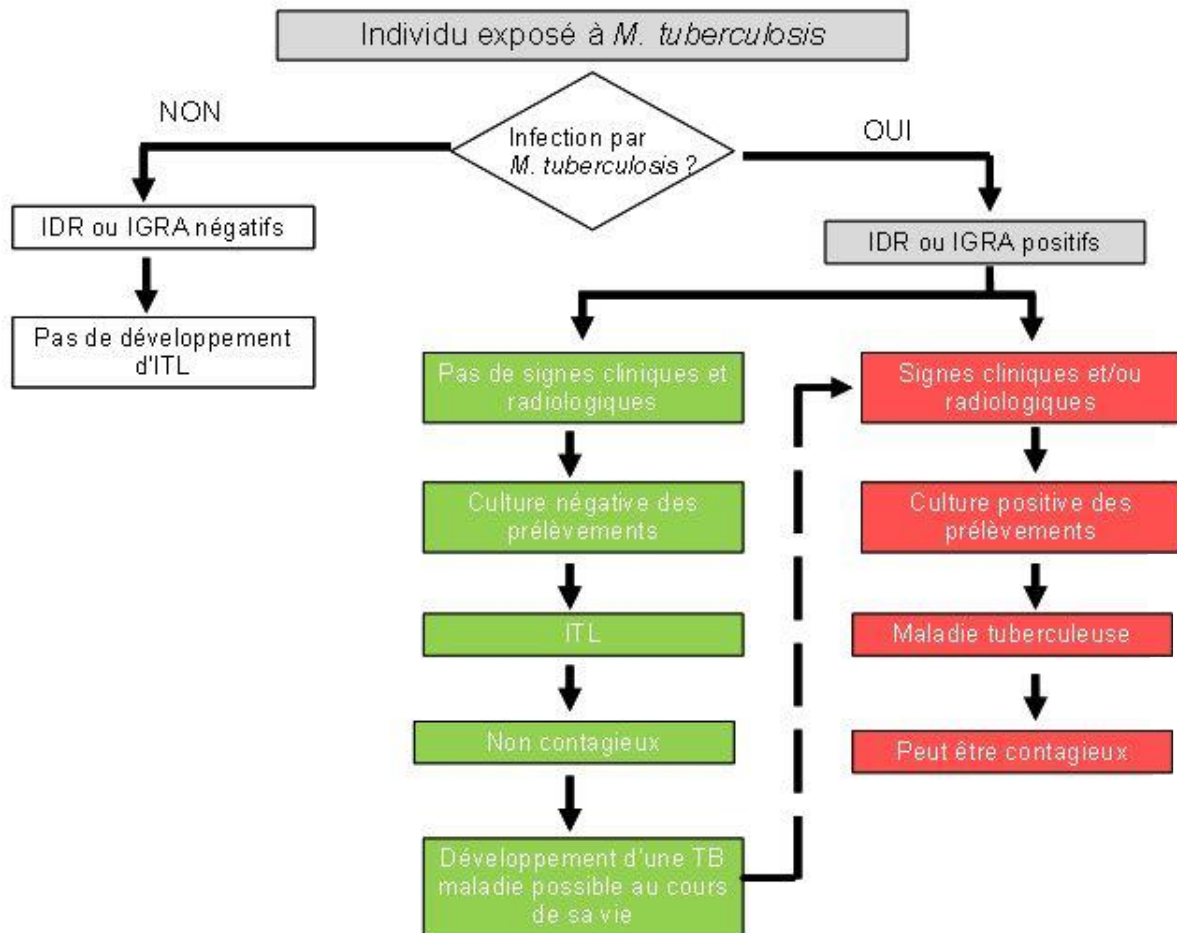 Individu exposé à M. tuberculosis
NON
Infection par
M. tuberculosis ?
OUI
IDR ou IGRA négatifs
IDR ou IGRA positifs
Pas de développement
d'ITL
Pas de signes cliniques et
radiologiques
Signes cliniques et/ou
radiologiques
Culture négative des
prélèvements
Culture positive des
prélèvements
ITL
Maladie tuberculeuse
Non contagieux
Peut être contagieux
Développement d'une TB
maladie possible au cours
de sa vie